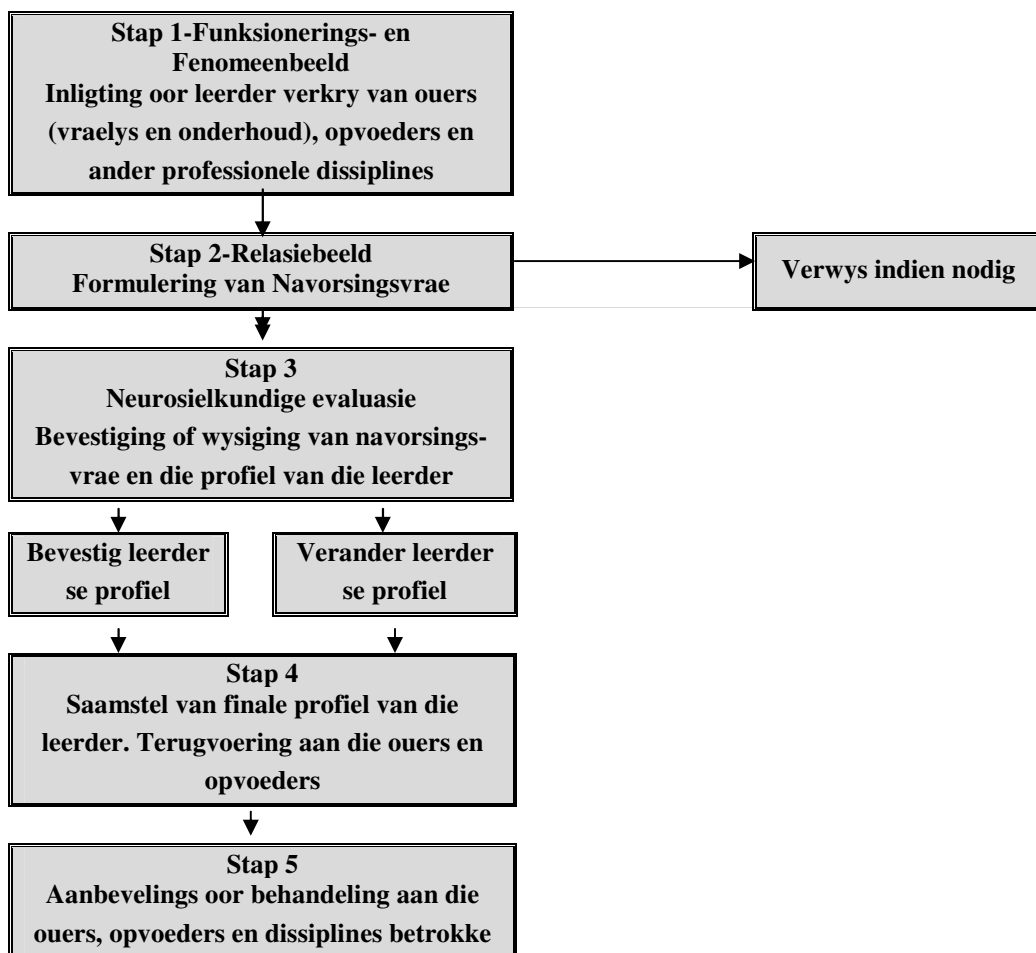 Stap 1-Funksionerings- en
Fenomeenbeeld
Inligting oor leerder verkry van ouers
(vraelys en onderhoud), opvoeders en
ander professionele dissiplines
Stap 2-Relasiebeeld
Formulering van Navorsingsvrae
Verwys indien nodig
Stap 3
Neurosielkundige evaluasie
Bevestiging of wysiging van navorsings-
vrae en die profiel van die leerder
Bevestig leerder
se profiel
Verander leerder
se profiel
Stap 4
Saamstel van finale profiel van die
leerder. Terugvoering aan die ouers en
opvoeders
Stap 5
Aanbevelings oor behandeling aan die
ouers, opvoeders en dissiplines betrokke